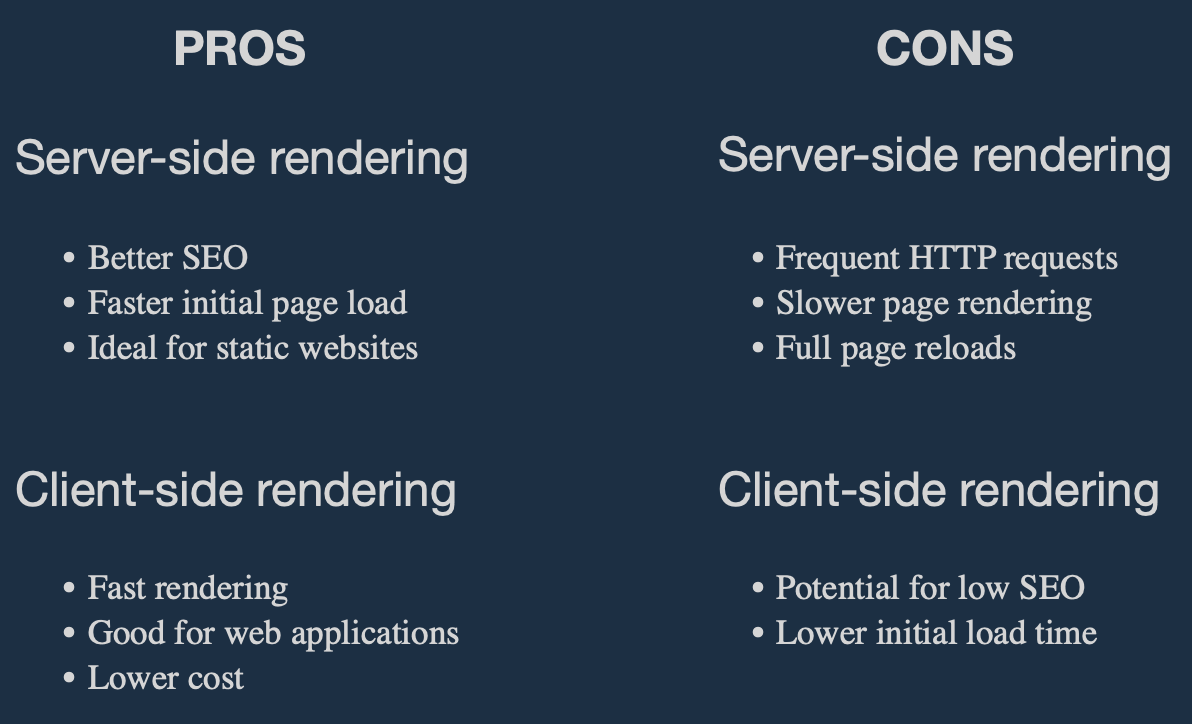 PROS
Server-side rendering
• Better SEO
• Faster initial page load
• Ideal for static websites
Client-side rendering
• Fast rendering
• Good for web applications
• Lower cost
CONS
Server-side rendering
• Frequent HTTP requests
• Slower page rendering
• Full page reloads
Client-side rendering
• Potential for low SEO
• Lower initial load time